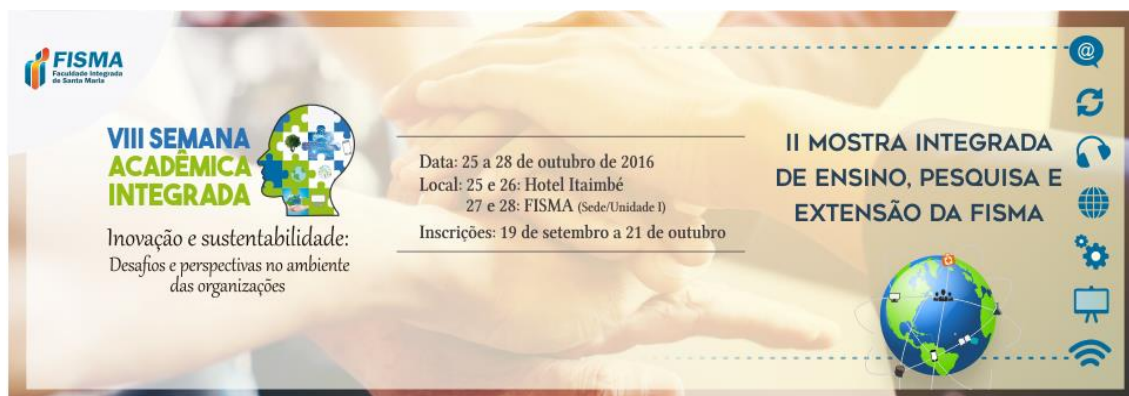 FISMA
Faculdade Integrada
de Santa Maria
VIII SEMANA
ACADÊMICA
INTEGRADA
Inovação e sustentabilidade:
Desafios e perspectivas no ambiente
das organizações
Data: 25 a 28 de outubro de 2016
Local: 25 e 26: Hotel Itaimbé
27 e 28: FISMA (Sede/Unidade I)
Inscrições: 19 de setembro a 21 de outubro
II MOSTRA INTEGRADA
DE ENSINO, PESQUISA E
EXTENSÃO DA FISMA
@